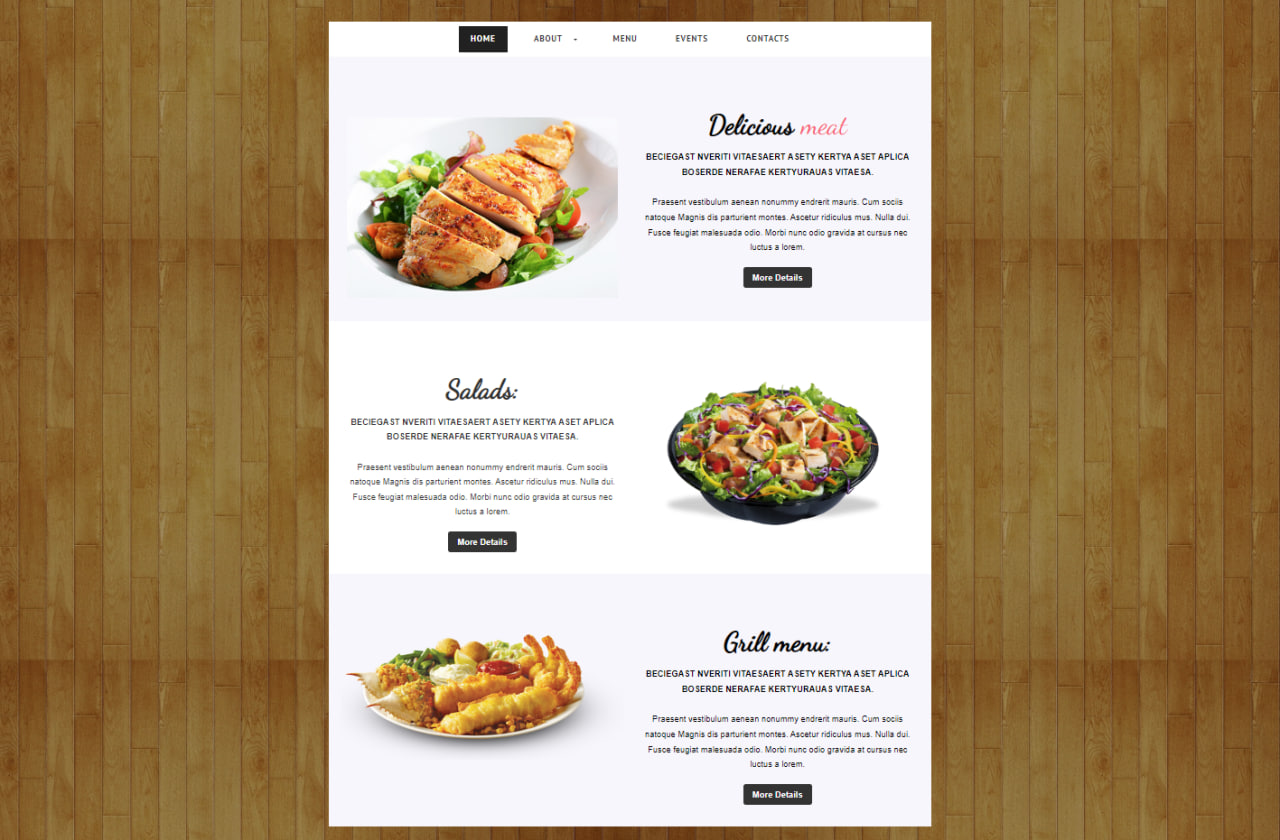 HOME ABOUT MENU EVENTS CONTACTS
Delicious meat
BECIEGAST NVERITI VITAESAERT ASETY KERTYA ASET APLICA
BOSERDE NERAFAE KERTYURAUAS VITAESA.
Praesent vestibulum aenean nonummy endrerit mauris. Cum sociis
natoque Magnis dis parturient montes. Ascetur ridiculus mus. Nulla dui.
Fusce feugiat malesuada odio. Morbi nunc odio gravida at cursus nec
luctus a lorem.
More Details
Salads:
BECIEGAST NVERITI VITAESAERT ASETY KERTYA ASET APLICA
BOSERDE NERAFAE KERTYURAUAS VITAESA.
Praesent vestibulum aenean nonummy endrerit mauris. Cum sociis
natoque Magnis dis parturient montes. Ascetur ridiculus mus. Nulla dui.
Fusce feugiat malesuada odio. Morbi nunc odio gravida at cursus nec
luctus a lorem.
More Details
Grill menu:
BECIEGAST NVERITI VITAESAERT ASETY KERTYA ASET APLICA
BOSERDE NERAFAE KERTYURAUAS VITAESA.
Praesent vestibulum aenean nonummy endrerit mauris. Cum sociis
natoque Magnis dis parturient montes. Ascetur ridiculus mus. Nulla dui.
Fusce feugiat malesuada odio. Morbi nunc odio gravida at cursus nec
luctus a lorem.
More Details